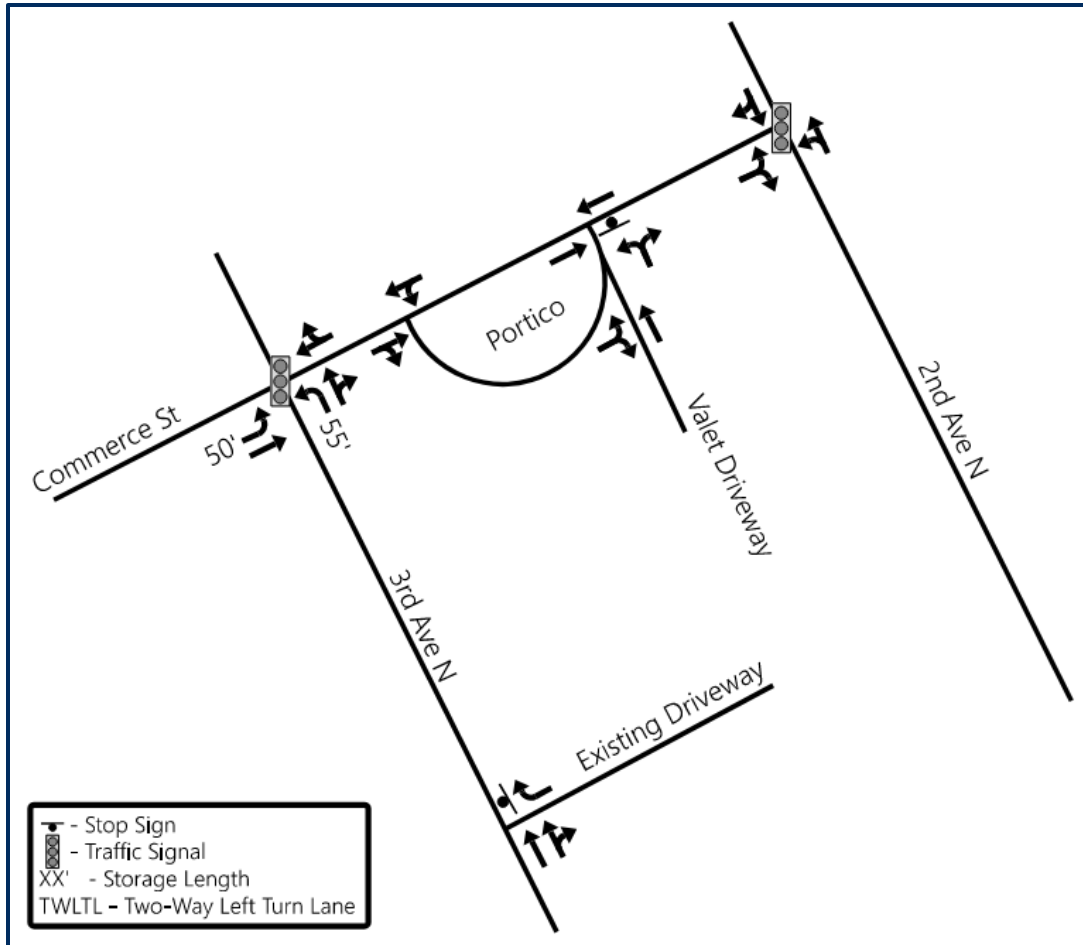 Portico
Commerce St
50'
55'
Valet Driveway
2nd Ave N
3rd Ave N
Existing Driveway
- Stop Sign
- Traffic Signal
XX' - Storage Length
TWLTL - Two-Way Left Turn Lane